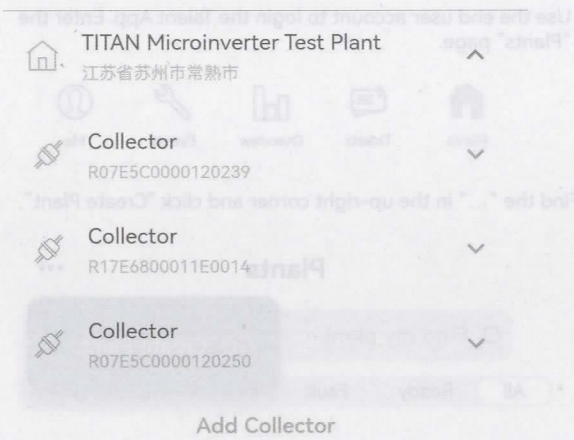 TITAN Microinverter Test Plant
江苏省苏州市常熟市
Collector
R07E5C0000120239
Collector
R17E6800011E0014
Collector
R07E5C0000120250
Add Collector